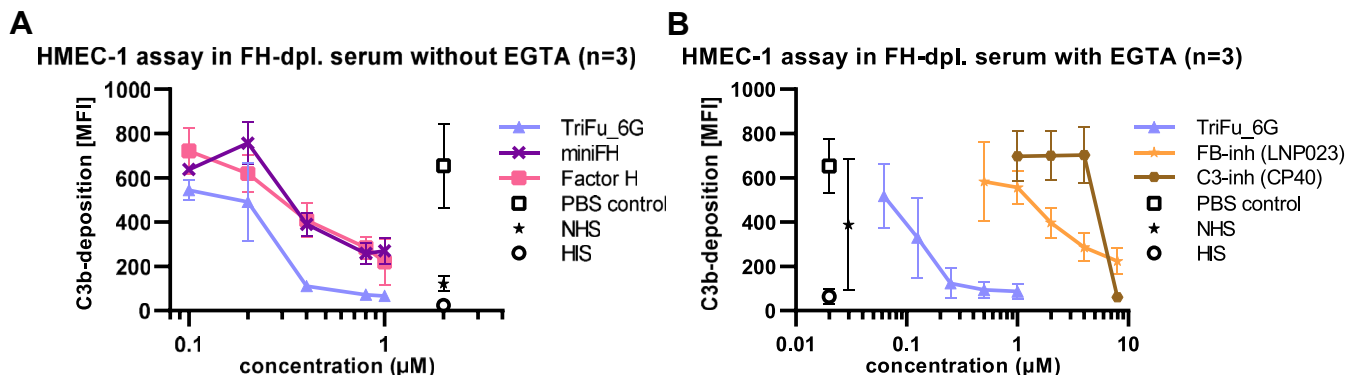 A
HMEC-1 assay in FH-dpl. serum without EGTA (n=3)
C3b-deposition [MFI]
1000
800
600
400
200
0
0.1
1
concentration (µM)
TriFu_6G
miniFH
Factor H
PBS control
NHS
HIS
B
HMEC-1 assay in FH-dpl. serum with EGTA (n=3)
C3b-deposition [MFI]
1000
800
600
400
200
0
0.01
0.1
1
10
concentration (µM)
TriFu_6G
FB-inh (LNP023)
C3-inh (CP40)
PBS control
NHS
HIS